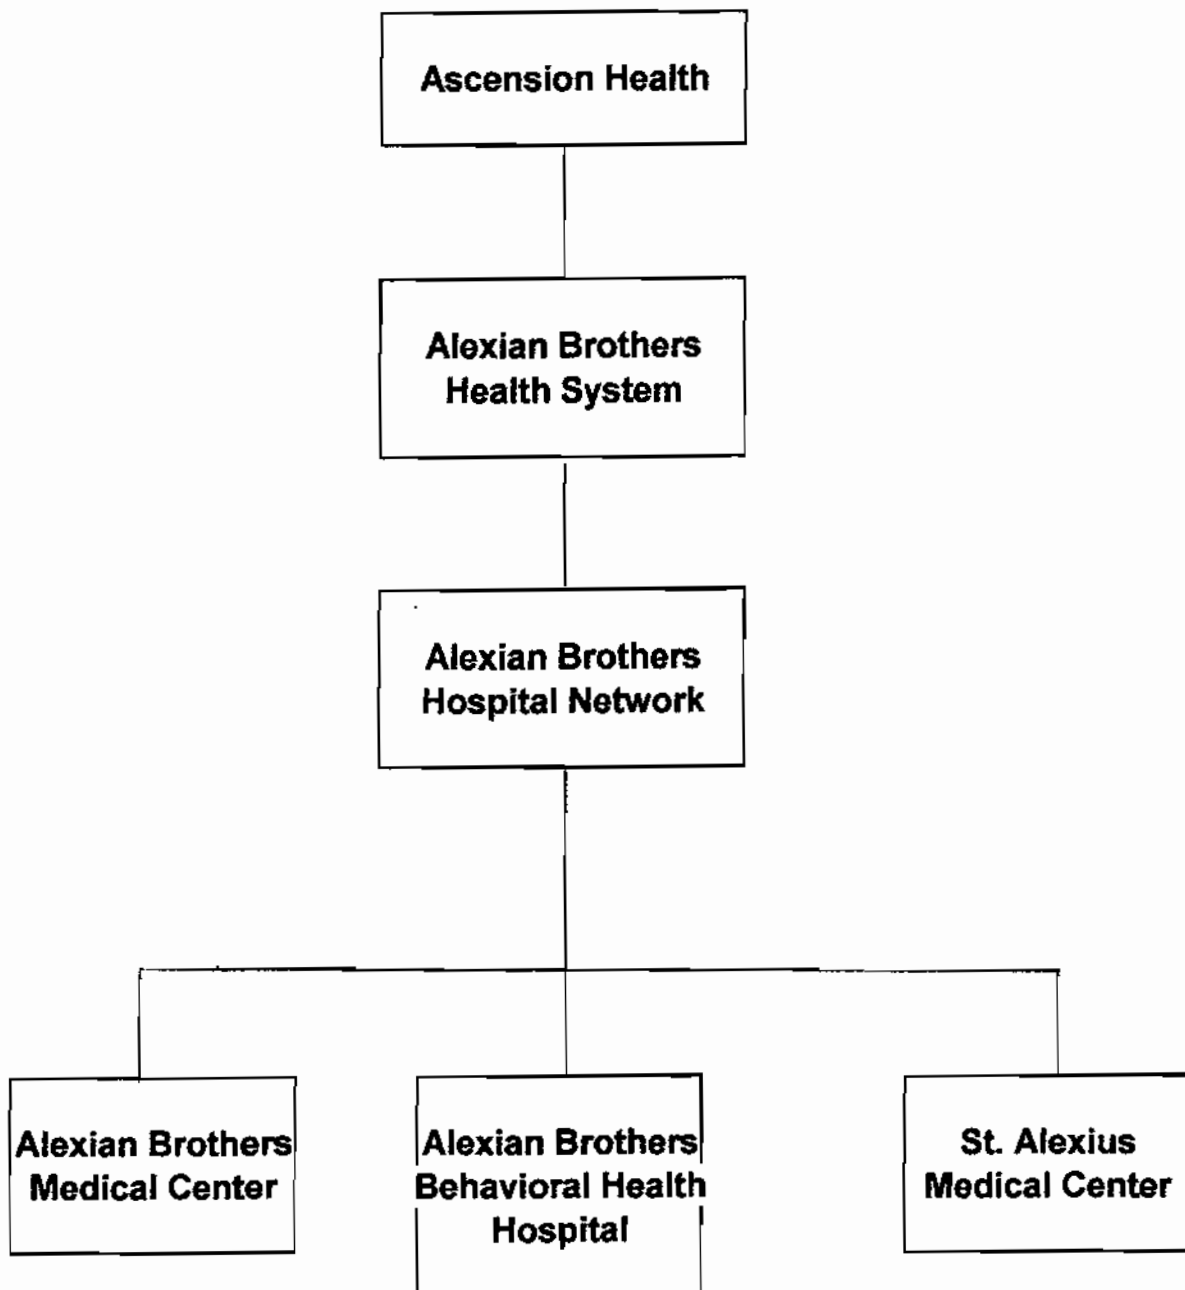 Ascension Health
Alexian Brothers
Health System
Alexian Brothers
Hospital Network
Alexian Brothers
Medical Center
Alexian Brothers
Behavioral Health
Hospital
St. Alexius
Medical Center